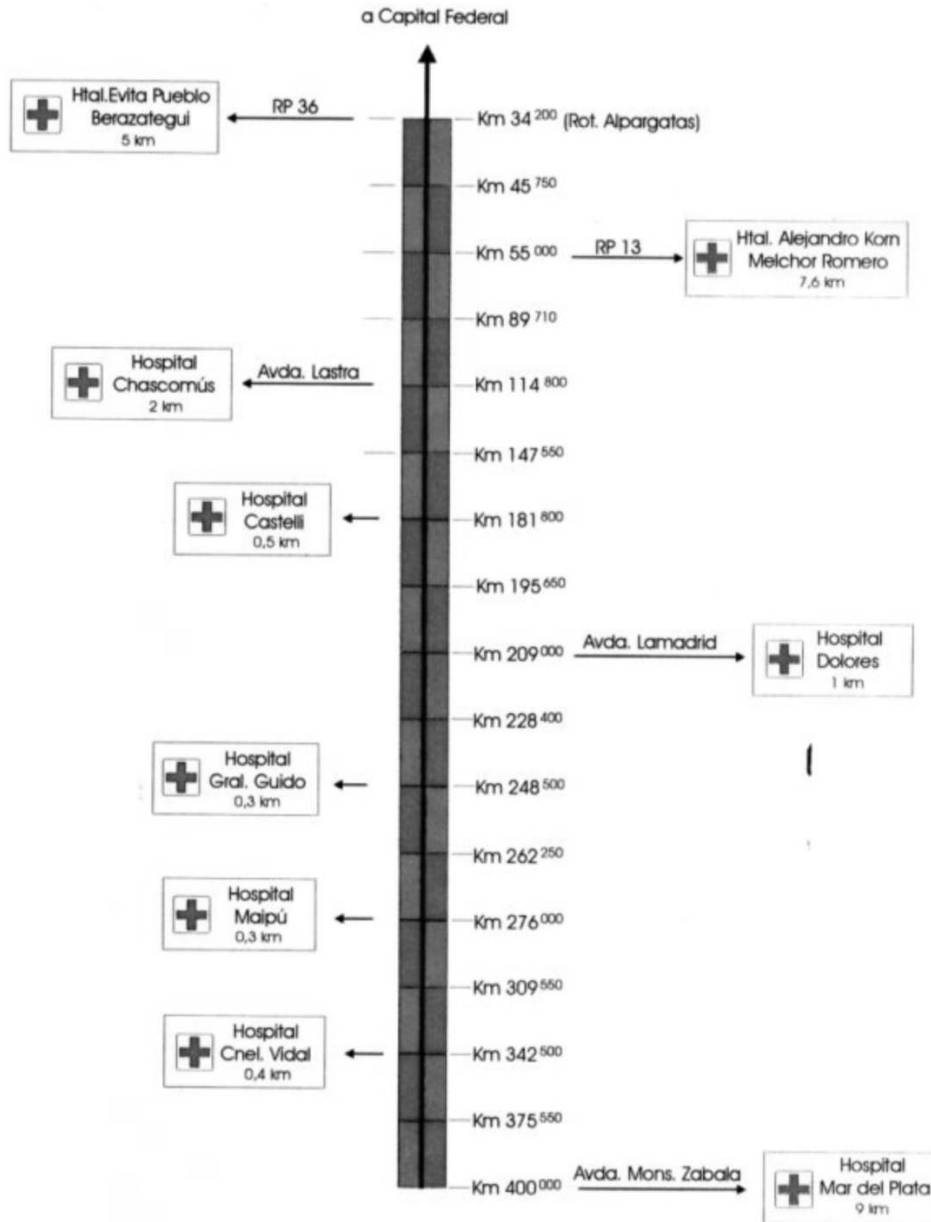 a Capital Federal
Htal.Evita Pueblo
Berazategui
5 km
RP 36
Km 34 200 (Rot. Alpargatas)
Km 45 750
Km 55 000
RP 13
Htal. Alejandro Korn
Melchor Romero
7,6 km
Km 89 710
Hospital
Chascomús
2 km
Avda. Lastra
Km 114 800
Km 147 550
Hospital
Castelli
0,5 km
Km 181 800
Km 195 650
Km 209 000
Avda. Lamadrid
Hospital
Dolores
1 km
Km 228 400
Hospital
Gral. Guido
0,3 km
Km 248 500
Km 262 250
Hospital
Maipú
0,3 km
Km 276 000
Km 309 550
Hospital
Cnel. Vidal
0,4 km
Km 342 500
Km 375 550
Km 400 000
Avda. Mons. Zabala
Hospital
Mar del Plata
9 km